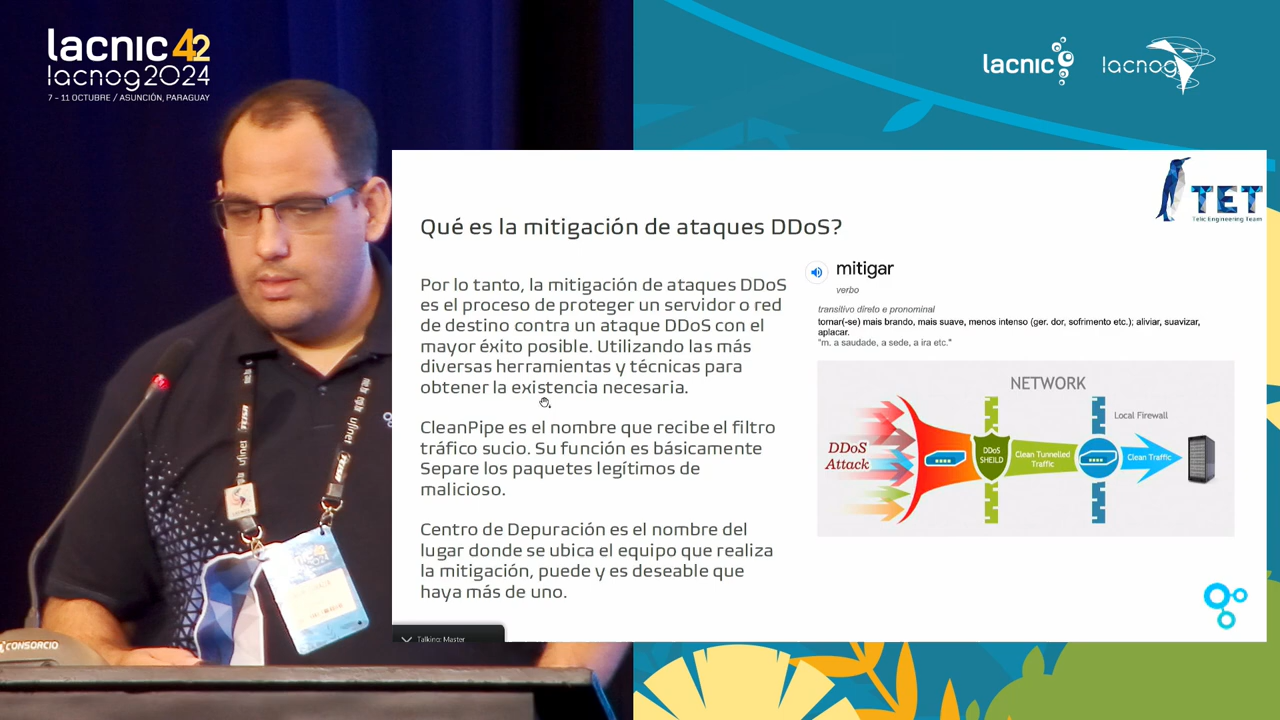 lacnic 42
lacnog2024
7 - 11 OCTUBRE / ASUNCIÓN, PARAGUAY
lacnic
lacnog
TET
Telic Engineering Team
Qué es la mitigación de ataques DDoS?
Por lo tanto, la mitigación de ataques DDoS
es el proceso de proteger un servidor o red
de destino contra un ataque DDoS con el
mayor éxito posible. Utilizando las más
diversas herramientas y técnicas para
obtener la existencia necesaria.
CleanPipe es el nombre que recibe el filtro
tráfico sucio. Su función es básicamente
Separe los paquetes legítimos de
malicioso.
Centro de Depuración es el nombre del
lugar donde se ubica el equipo que realiza
la mitigación, puede y es deseable que
haya más de uno.
mitigar
verbo
transitivo direto e pronominal
tornar(-se) mais brando, mais suave, menos intenso (ger. dor, sofrimento etc.); aliviar, suavizar,
aplacar.
"m. a saudade, a sede, a ira etc."
NETWORK
Local Firewall
DDoS
Attack
DDoS
SHEILD
Clean Tunnelled
Traffic
Clean Traffic
Talking: Master
CONSORCIO
ufinet